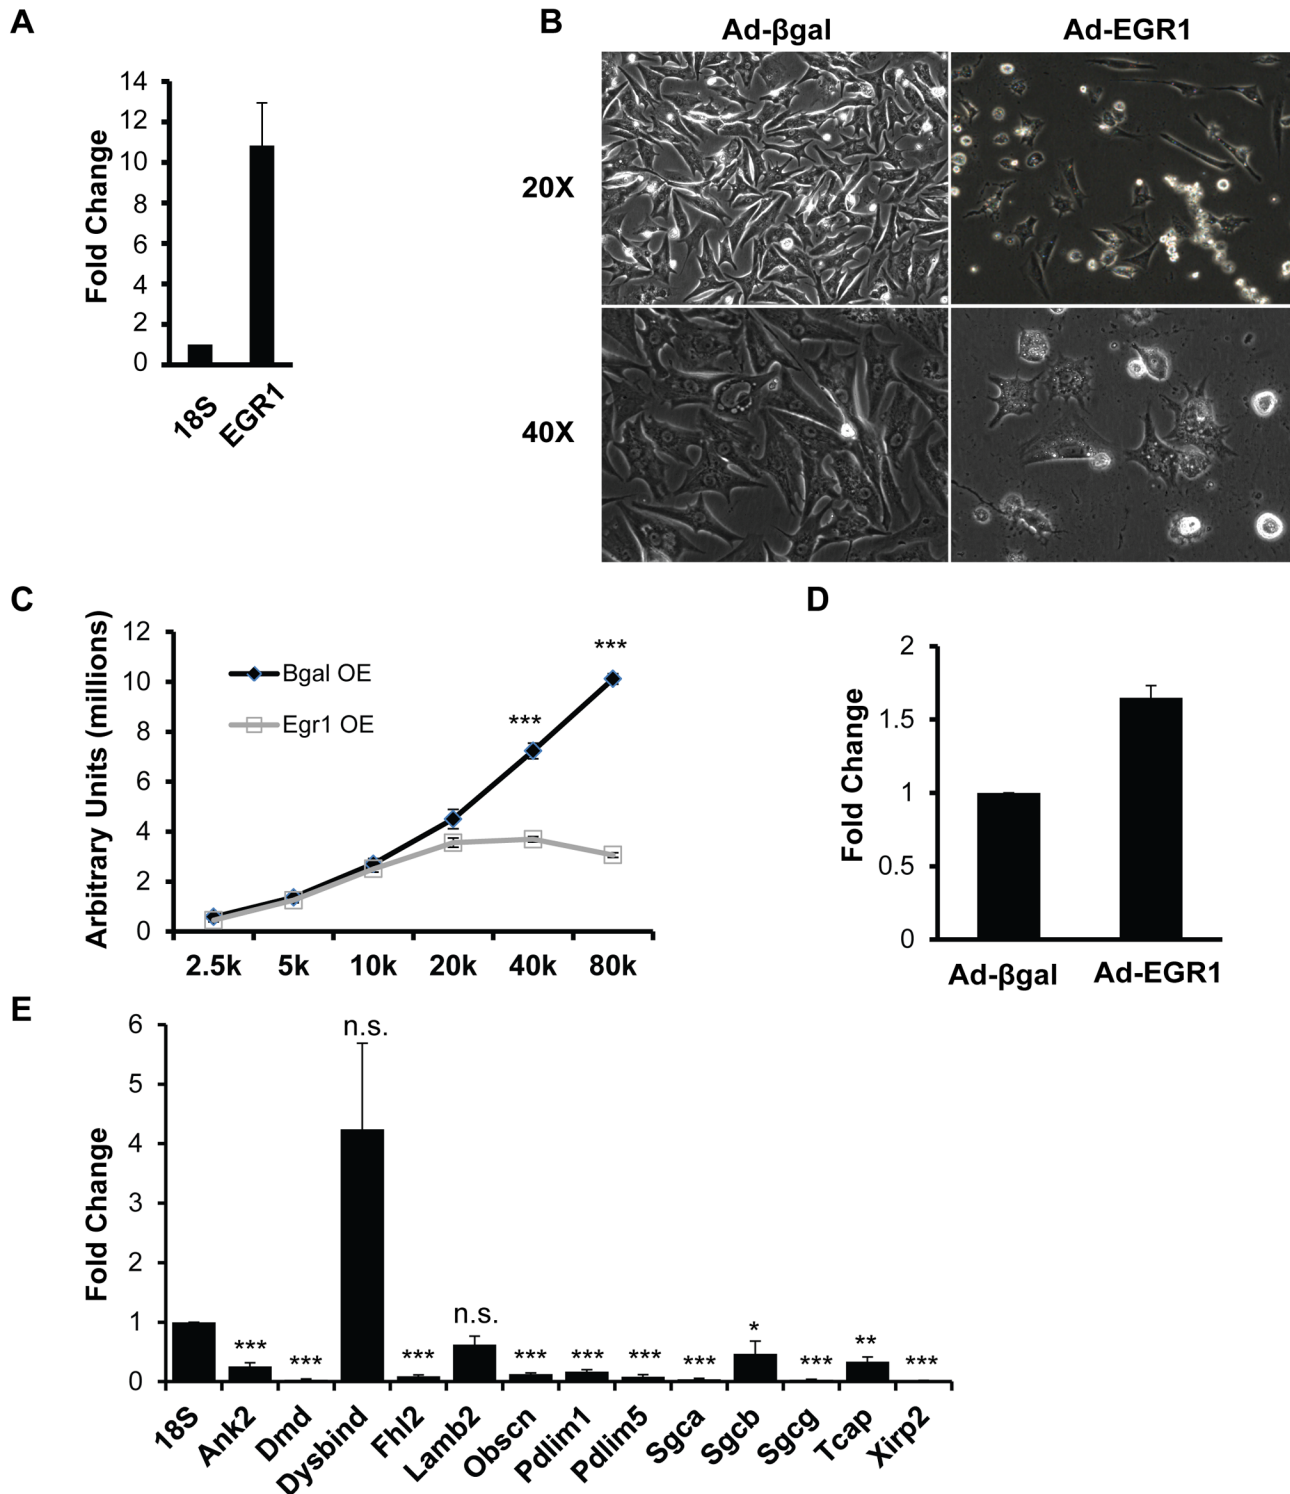 A
14
12
10
8
6
4
2
0
Fold Change
18S
EGR1
B
Ad-βgal
Ad-EGR1
20X
40X
C
12
10
8
6
4
2
0
Arbitrary Units (millions)
Bgal OE
Egr1 OE
***
***
2.5k 5k 10k 20k 40k 80k
D
2
1.5
1
0.5
0
Fold Change
Ad-βgal Ad-EGR1
E
6
5
4
3
2
1
0
Fold Change
*** *** n.s. *** n.s. *** *** *** *** * *** ** ***
18S
Ank2
Dmd
Dysbind
Fhl2
Lamb2
Obscn
Pdlim1
Pdlim5
Sgca
Sgcb
Sgcg
Tcap
Xirp2